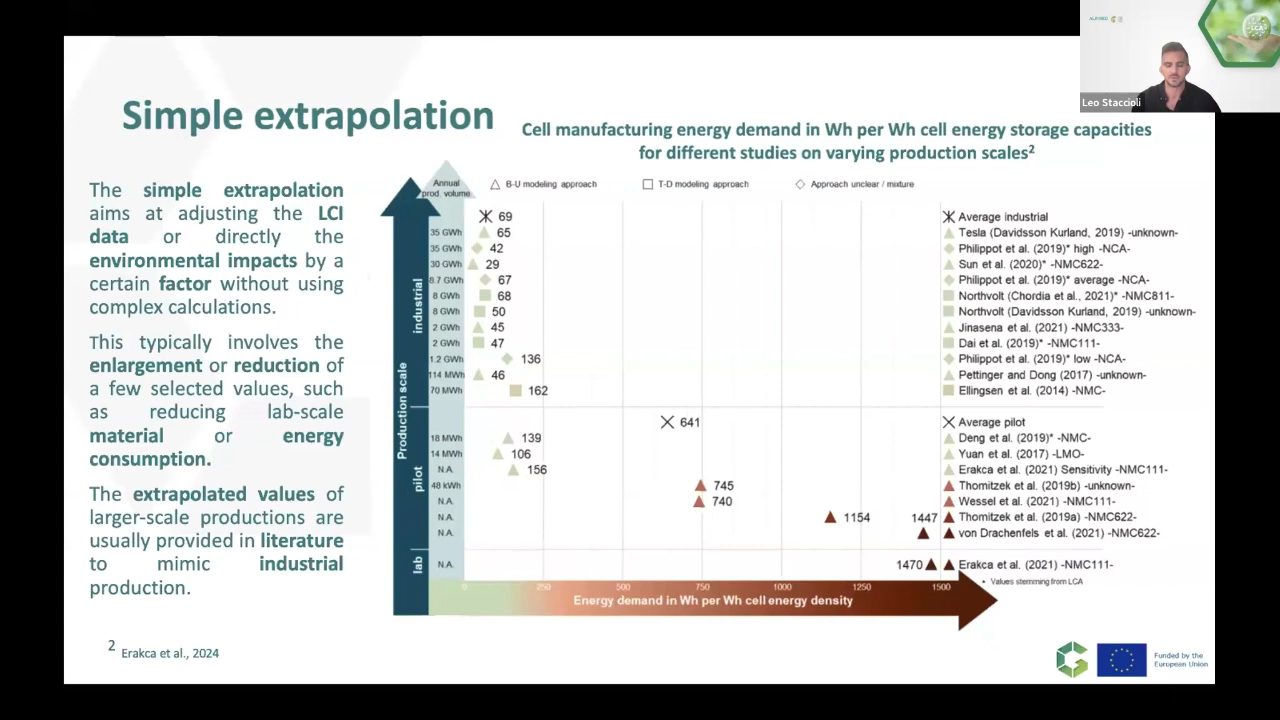 Leo Staccioli
Simple extrapolation
The simple extrapolation
aims at adjusting the LCI
data or directly the
environmental impacts by a
certain factor without using
complex calculations.
This typically involves the
enlargement or reduction of
a few selected values, such
as reducing lab-scale
material or energy
consumption.
The extrapolated values of
larger-scale productions are
usually provided in literature
to mimic industrial
production.
2 Erakca et al., 2024
Cell manufacturing energy demand in Wh per Wh cell energy storage capacities
for different studies on varying production scales2
Annual
prod. volume
B-U modeling approach
T-D modeling approach
Approach unclear / mixture
Production scale
industrial
pilot
lab
69 Average industrial
35 GWh 65 Tesla (Davidsson Kurland, 2019) -unknown-
35 GWh 42 Philippot et al. (2019)* high -NCA-
30 GWh 29 Sun et al. (2020)* -NMC622-
8.7 GWh 67 Philippot et al. (2019)* average -NCA-
8 GWh 68 Northvolt (Chordia et al., 2021)* -NMC811-
8 GWh 50 Northvolt (Davidsson Kurland, 2019) -unknown-
2 GWh 45 Jinasena et al. (2021) -NMC333-
2 GWh 47 Dai et al. (2019)* -NMC111-
1.2 GWh 136 Philippot et al. (2019)* low -NCA-
114 MWh 46 Pettinger and Dong (2017) -unknown-
70 MWh 162 Ellingsen et al. (2014) -NMC-
641 Average pilot
18 MWh 139 Deng et al. (2019)* -NMC-
14 MWh 106 Yuan et al. (2017) -LMO-
N.A. 156 Erakca et al. (2021) Sensitivity -NMC111-
48 kWh 745 Thomitzek et al. (2019b) -unknown-
N.A. 740 Wessel et al. (2021) -NMC111-
N.A. 1154 Thomitzek et al. (2019a) -NMC622-
N.A. 1447 von Drachenfels et al. (2021) -NMC622-
N.A. 1470 Erakca et al. (2021) -NMC111-
* Values stemming from LCA
0 250 500 750 1000 1250 1500
Energy demand in Wh per Wh cell energy density
Funded by the
European Union